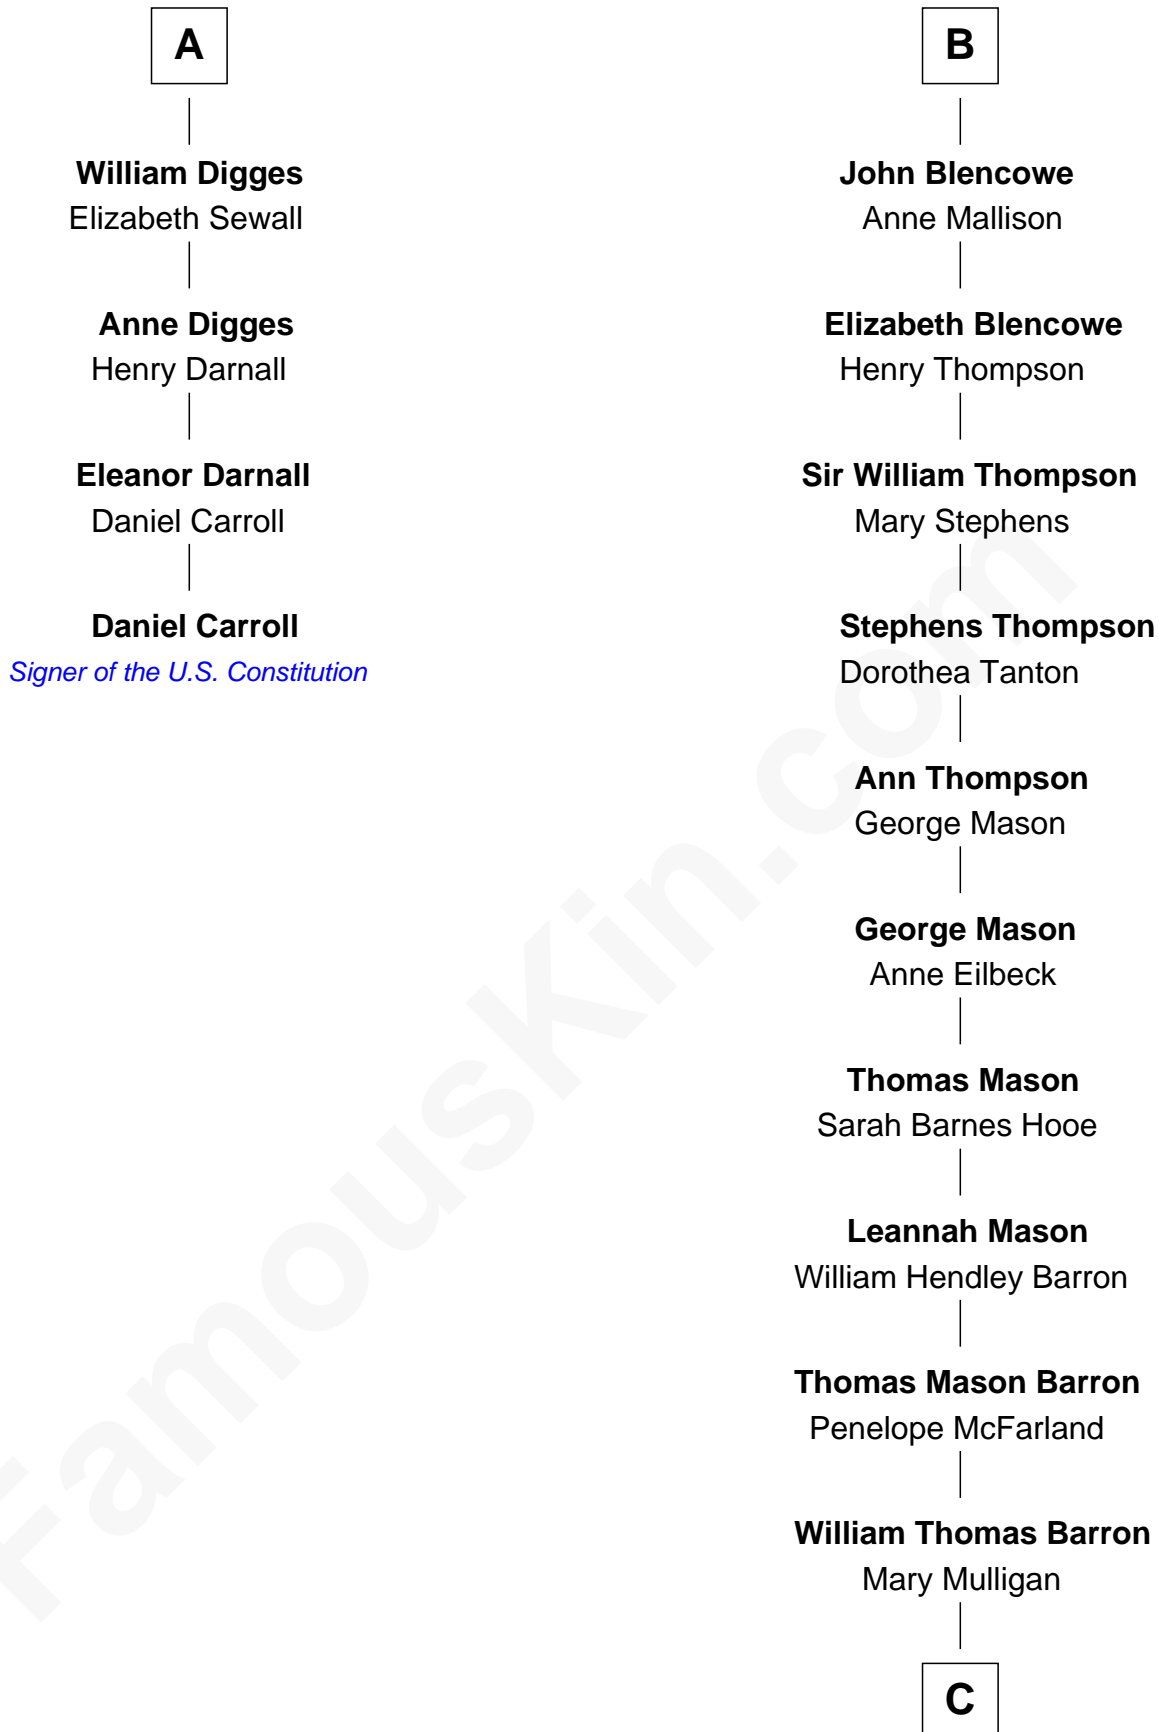 A
William Digges
Elizabeth Sewall
Anne Digges
Henry Darnall
Eleanor Darnall
Daniel Carroll
Daniel Carroll
Signer of the U.S. Constitution
B
John Blencowe
Anne Mallison
Elizabeth Blencowe
Henry Thompson
Sir William Thompson
Mary Stephens
Stephens Thompson
Dorothea Tanton
Ann Thompson
George Mason
George Mason
Anne Eilbeck
Thomas Mason
Sarah Barnes Hooe
Leannah Mason
William Hendley Barron
Thomas Mason Barron
Penelope McFarland
William Thomas Barron
Mary Mulligan
C
FamousKin.com